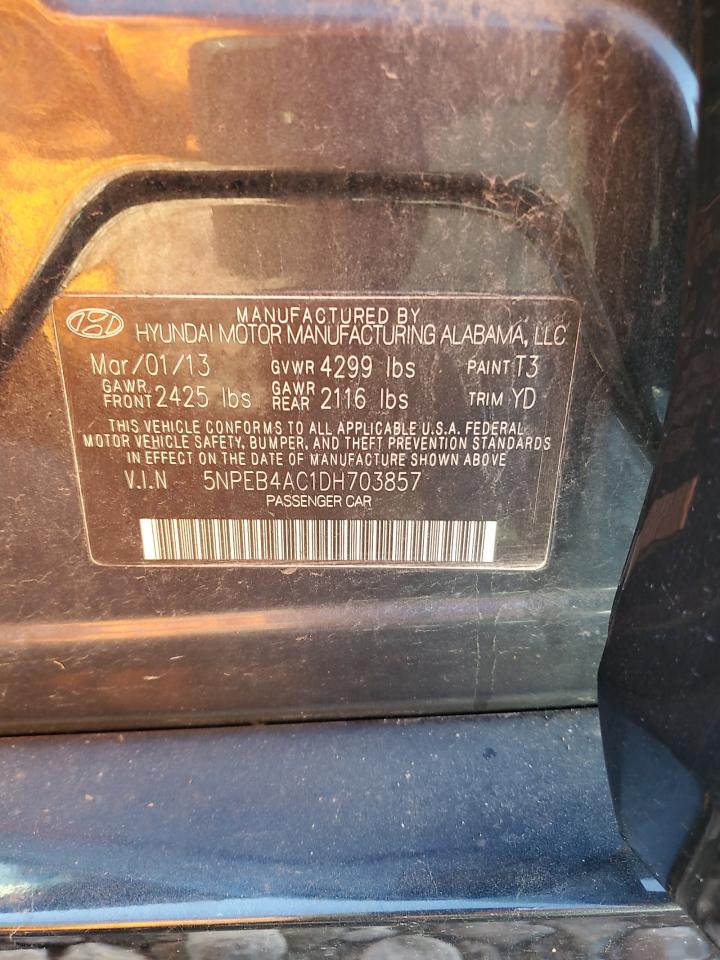 MANUFACTURED BY
HYUNDAI MOTOR MANUFACTURING ALABAMA, LLC
Mar/01/13 GVWR 4299 lbs PAINT T3
GAWR FRONT 2425 lbs GAWR REAR 2116 lbs TRIM YD
THIS VEHICLE CONFORMS TO ALL APPLICABLE U.S.A. FEDERAL
MOTOR VEHICLE SAFETY, BUMPER, AND THEFT PREVENTION STANDARDS
IN EFFECT ON THE DATE OF MANUFACTURE SHOWN ABOVE
V.I.N 5NPEB4AC1DH703857
PASSENGER CAR